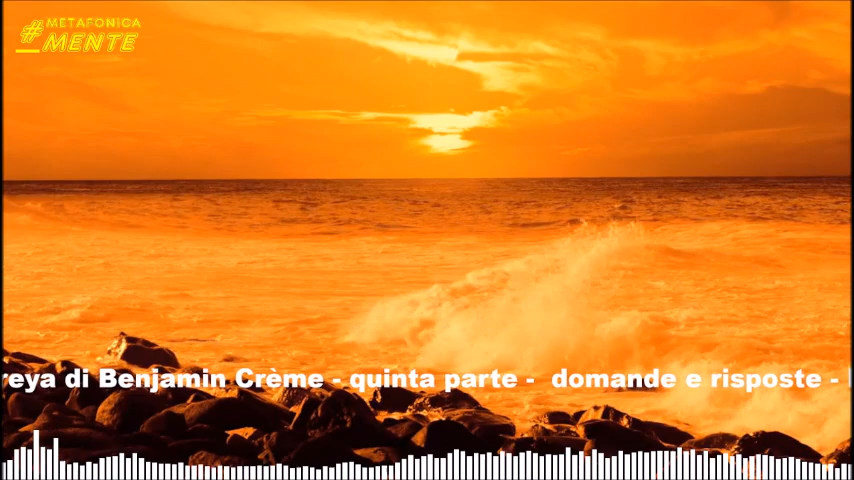 #METAFONICA
MENTE
reya di Benjamin Crème - quinta parte -  domande e risposte -